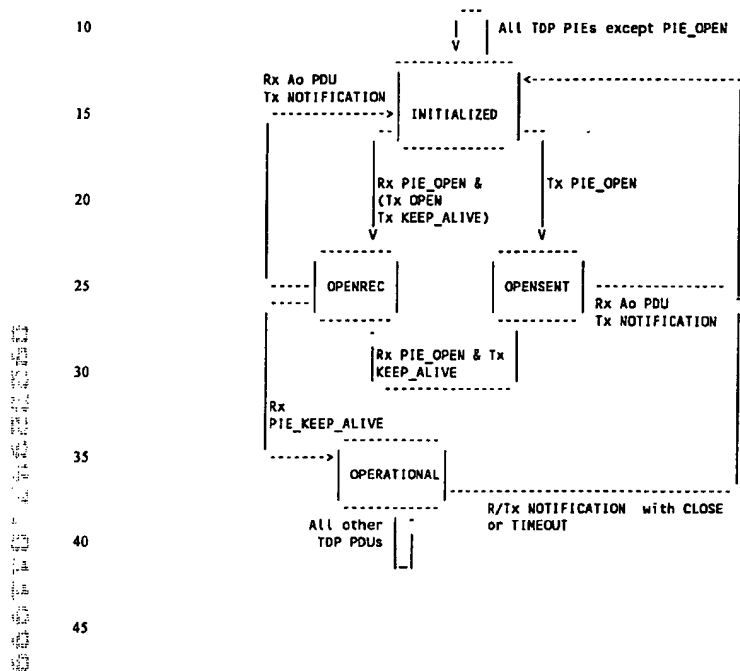 10
All TDP PIEs except PIE_OPEN
Rx Ao PDU
Tx NOTIFICATION
15
INITIALIZED
Rx PIE_OPEN &
(Tx OPEN
Tx KEEP_ALIVE)
Tx PIE_OPEN
20
25
OPENREC
OPENSENT
Rx Ao PDU
Tx NOTIFICATION
Rx PIE_OPEN & Tx
KEEP_ALIVE
30
Rx
PIE_KEEP_ALIVE
35
OPERATIONAL
R/Tx NOTIFICATION with CLOSE
or TIMEOUT
All other
TDP PDUs
40
45